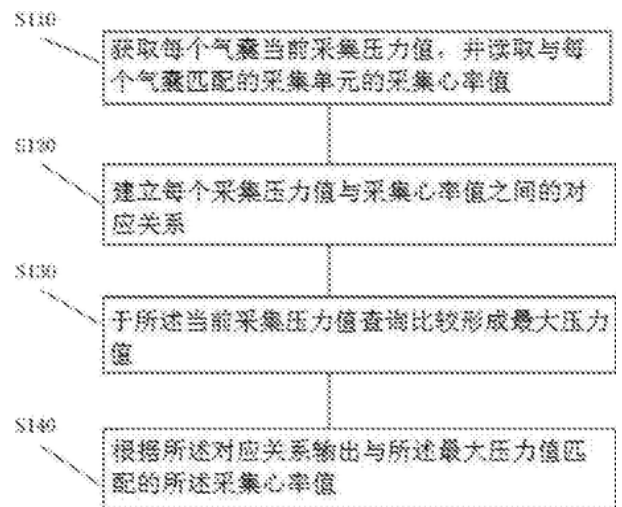 S110
获取每个气囊当前采集压力值，并读取与每
个气囊匹配的采集单元的采集心率值
S120
建立每个采集压力值与采集心率值之间的对
应关系
S130
于所述当前采集压力值查询比较形成最大压力
值
S140
根据所述对应关系输出与所述最大压力值匹
配的所述采集心率值